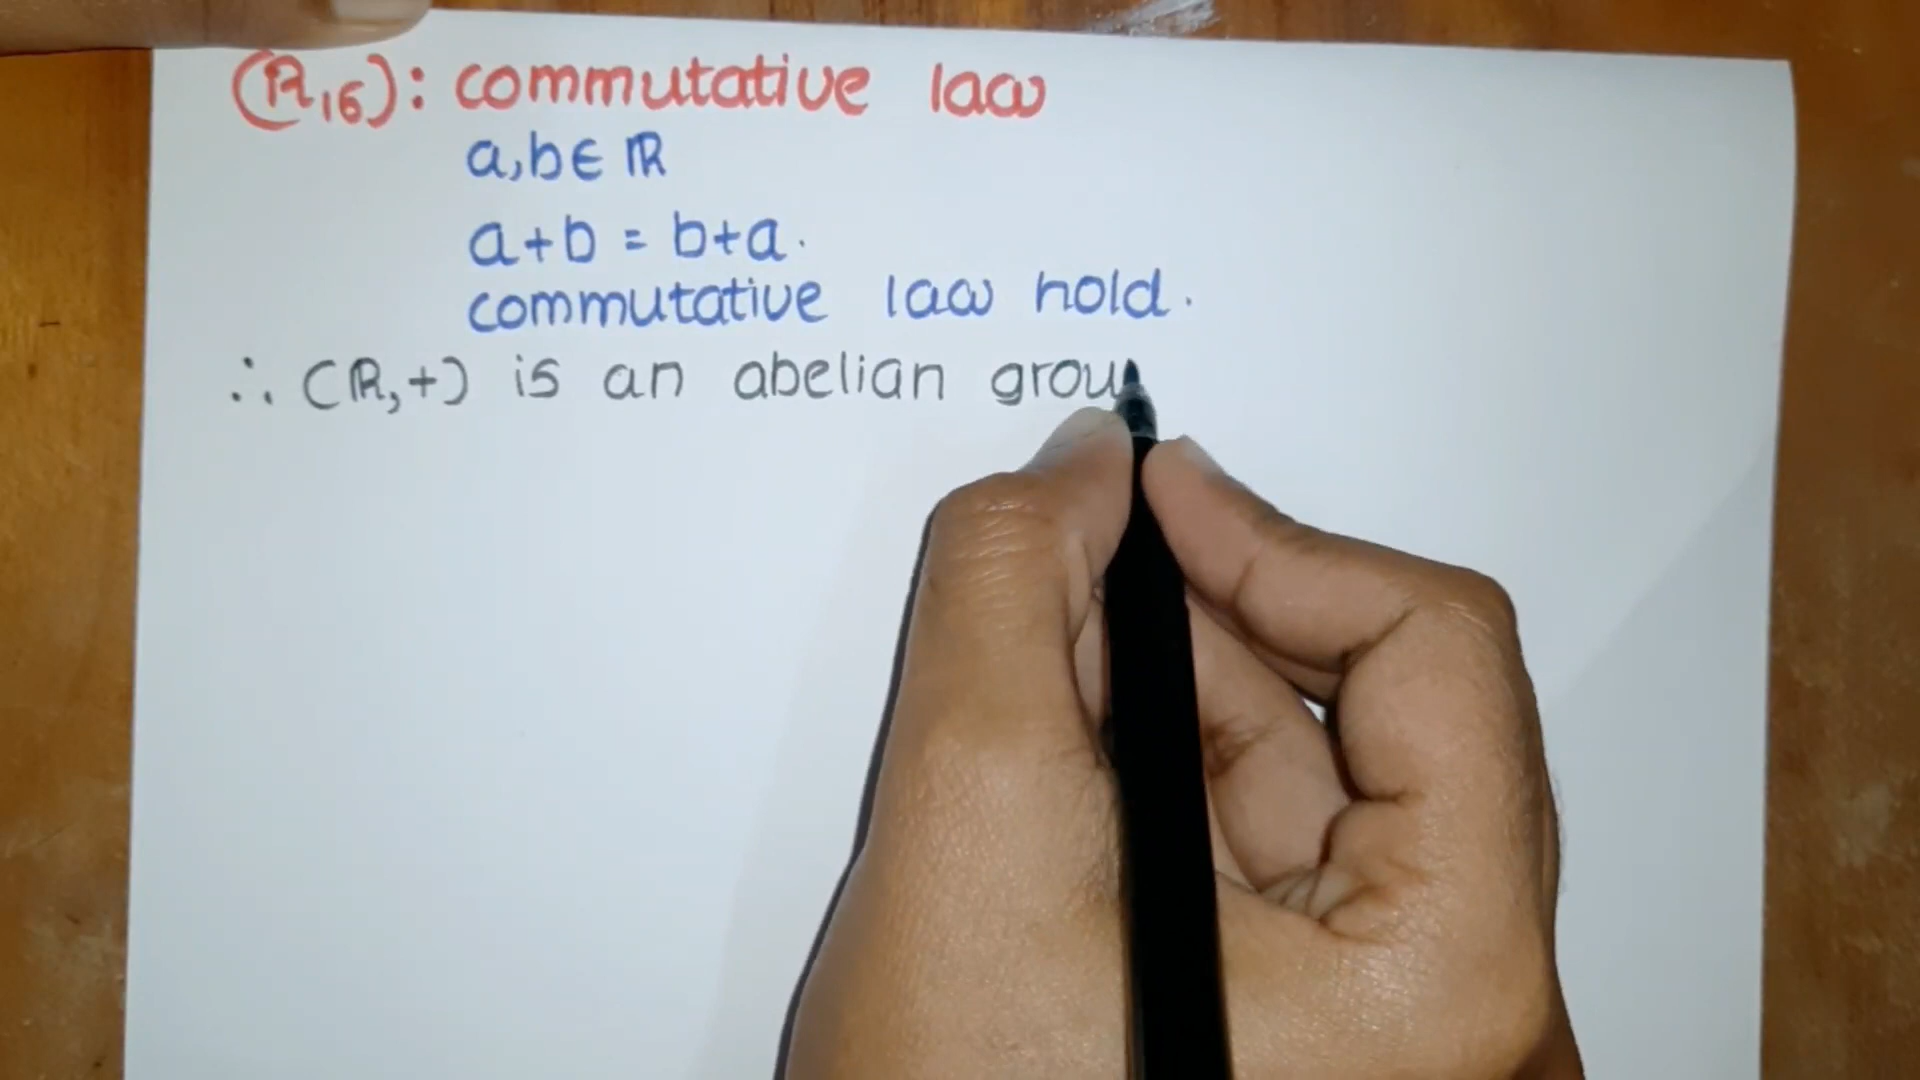 (R₁₆): commutative law
a,b∈ ℝ
a+b = b+a.
commutative law hold.
∴ (ℝ,+) is an abelian grou